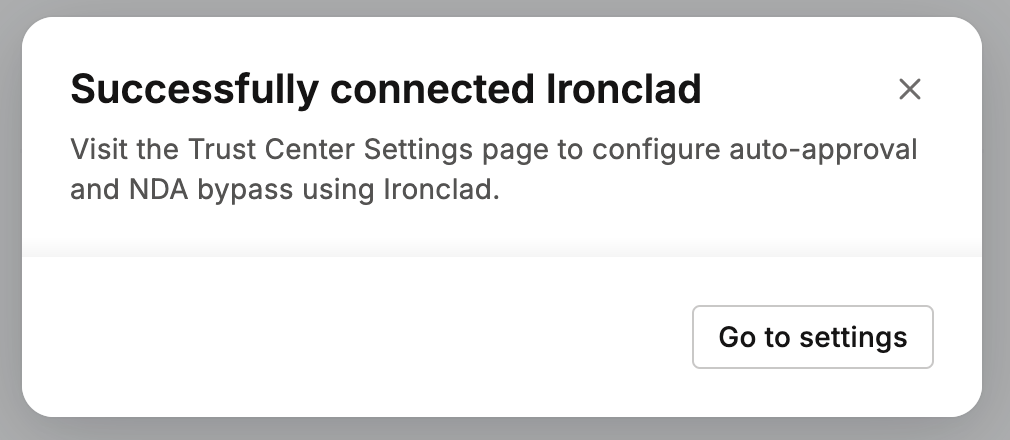 Successfully connected Ironclad
Visit the Trust Center Settings page to configure auto-approval
and NDA bypass using Ironclad.
Go to settings